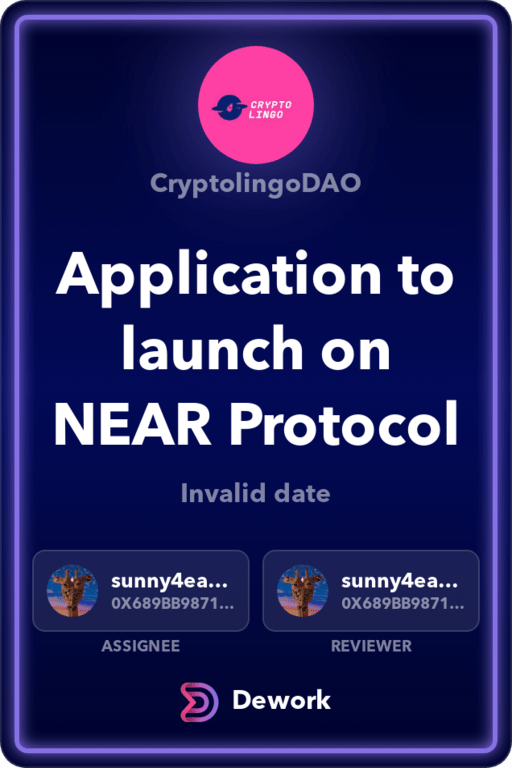 CRYPTO
LINGO
CryptolingoDAO
Application to
launch on
NEAR Protocol
Invalid date
sunny4ea...
0X689BB9871...
ASSIGNEE
sunny4ea...
0X689BB9871...
REVIEWER
Dework